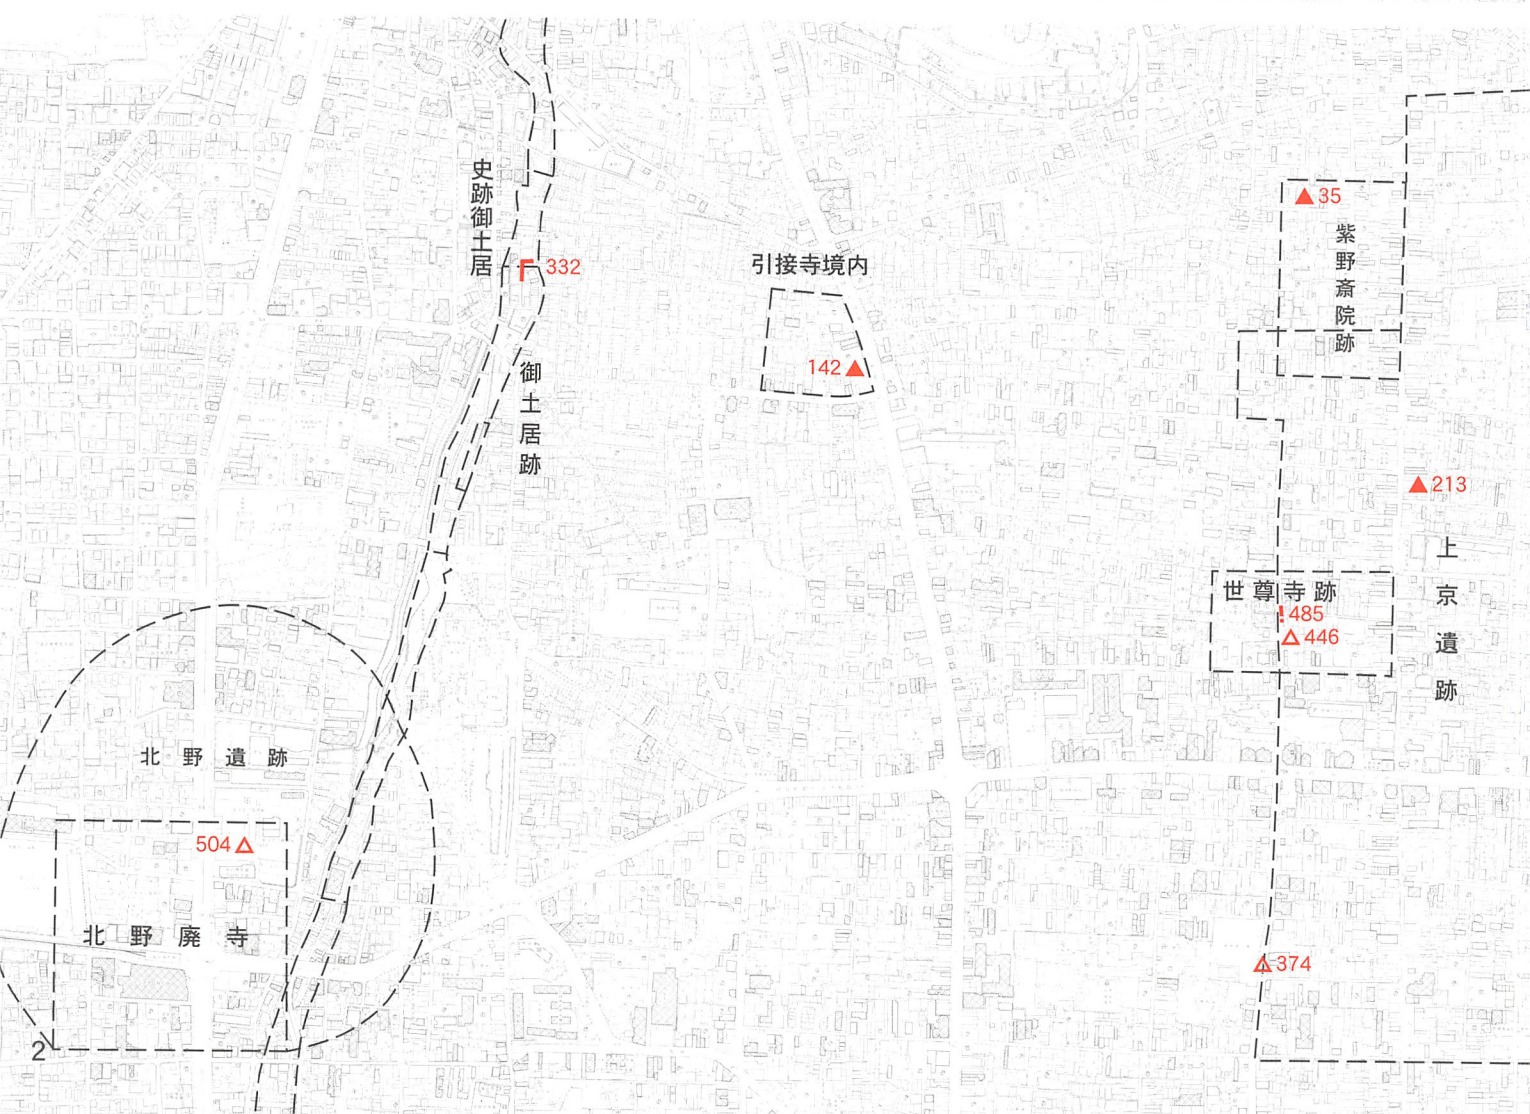 史跡御土居
332
御土居跡
引接寺境内
142
35
紫野斎院跡
213
上京遺跡
世尊寺跡
485
446
374
北野遺跡
504
北野廃寺
2